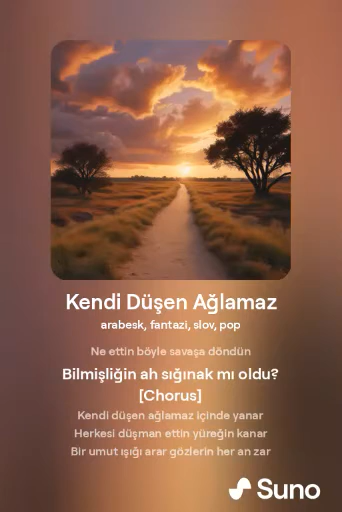 Kendi Düşen Ağlamaz
arabesk, fantazi, slov, pop
Ne ettin böyle savaşa döndün
Bilmişliğin ah sığınak mı oldu?
[Chorus]
Kendi düşen ağlamaz içinde yanar
Herkesi düşman ettin yüreğin kanar
Bir umut ışığı arar gözlerin her an zar
Suno